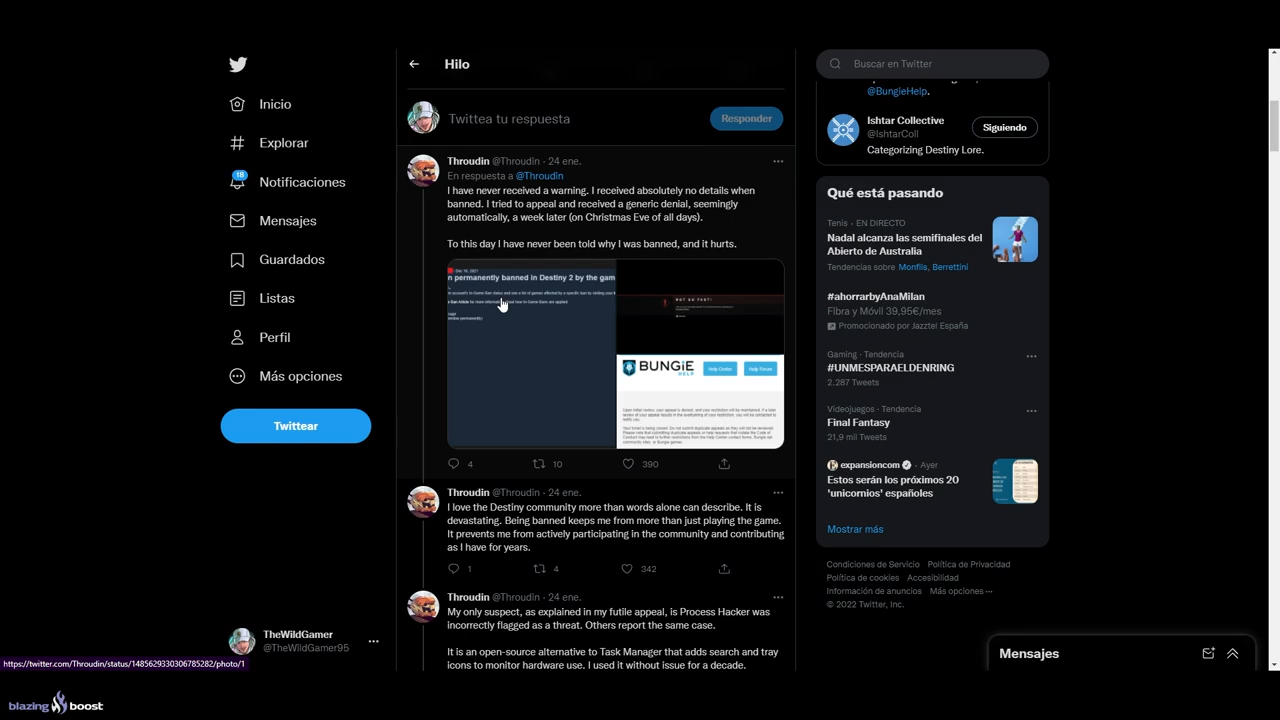 Hilo
Inicio
Explorar
18
Notificaciones
Mensajes
Guardados
Listas
Perfil
Más opciones
Twittear
TheWildGamer
@TheWildGamer95
https://twitter.com/Throudin/status/1485629330306785282/photo/1
blazing boost
Twittea tu respuesta
Responder
Throudin @Throudin · 24 ene.
En respuesta a @Throudin
I have never received a warning. I received absolutely no details when
banned. I tried to appeal and received a generic denial, seemingly
automatically, a week later (on Christmas Eve of all days).
To this day I have never been told why I was banned, and it hurts.
n permanently banned in Destiny 2 by the gam
NOT SO FAST!
BUNGiE
HELP
Help Center
Help Forum
4
10
390
Throudin @Throudin · 24 ene.
I love the Destiny community more than words alone can describe. It is
devastating. Being banned keeps me from more than just playing the game.
It prevents me from actively participating in the community and contributing
as I have for years.
1
4
342
Throudin @Throudin · 24 ene.
My only suspect, as explained in my futile appeal, is Process Hacker was
incorrectly flagged as a threat. Others report the same case.
It is an open-source alternative to Task Manager that adds search and tray
icons to monitor hardware use. I used it without issue for a decade.
Buscar en Twitter
@BungieHelp.
Ishtar Collective
@IshtarColl
Siguiendo
Categorizing Destiny Lore.
Qué está pasando
Tenis · EN DIRECTO
Nadal alcanza las semifinales del
Abierto de Australia
Tendencias sobre Monfils, Berrettini
#ahorrarbyAnaMilan
Fibra y Móvil 39,95€/mes
Promocionado por Jazztel España
Gaming · Tendencia
#UNMESPARAELDENRING
2.287 Tweets
Videojuegos · Tendencia
Final Fantasy
21,9 mil Tweets
expansioncom · Ayer
Estos serán los próximos 20
'unicornios' españoles
Mostrar más
Condiciones de Servicio Política de Privacidad
Política de cookies Accesibilidad
Información de anuncios Más opciones ···
© 2022 Twitter, Inc.
Mensajes